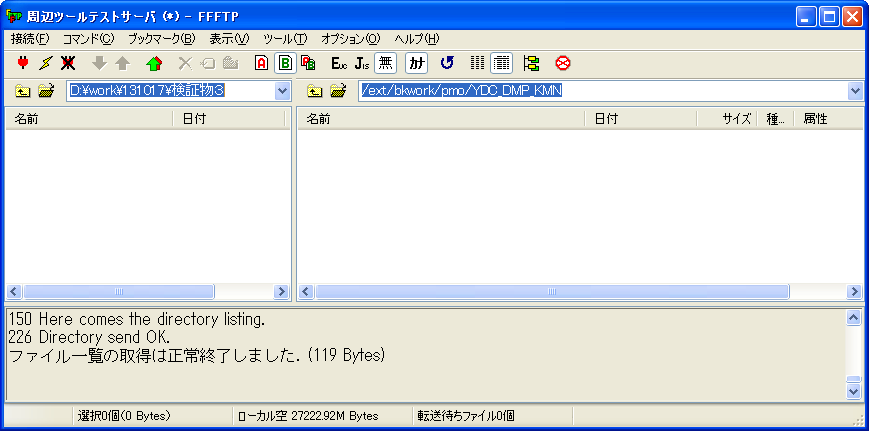 周辺ツールテストサーバ (*) - FFFTP
接続(F) コマンド(C) ブックマーク(B) 表示(V) ツール(T) オプション(O) ヘルプ(H)
A B EUC JIS 無 カナ
D:¥work¥131017¥検証物3 /ext/bkwork/pmo/YDC_DMP_KMN
名前 日付 名前 日付 サイズ 種... 属性
150 Here comes the directory listing.
226 Directory send OK.
ファイル一覧の取得は正常終了しました. (119 Bytes)
選択0個(0 Bytes) ローカル空 27222.92M Bytes 転送待ちファイル0個